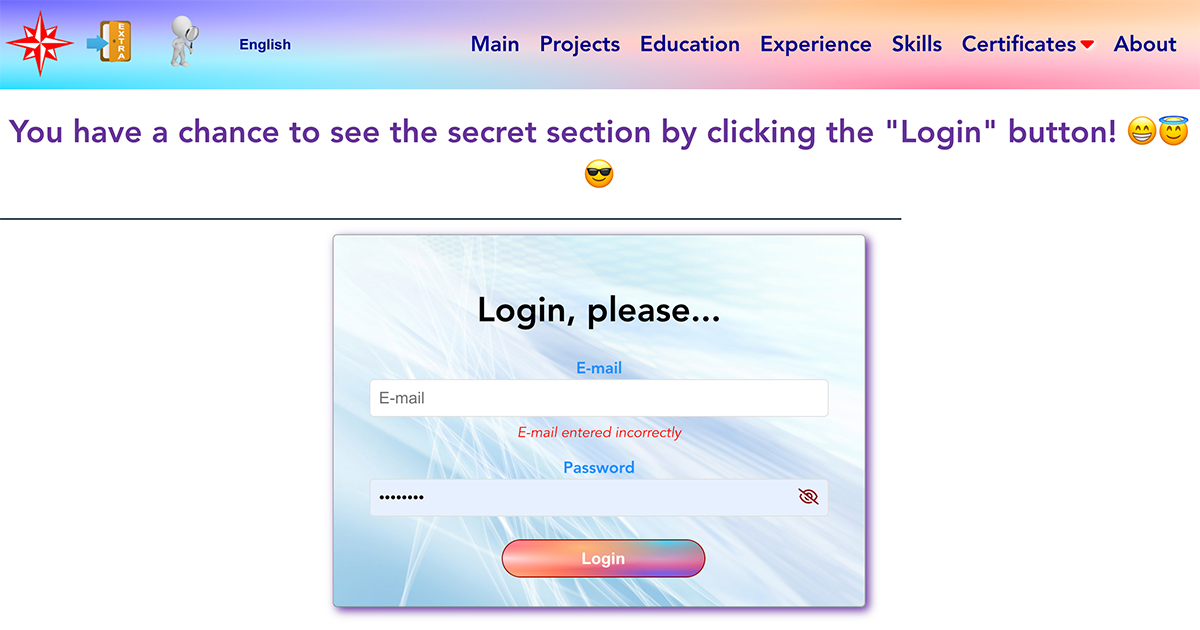 EXTRA
English
Main Projects Education Experience Skills Certificates About
You have a chance to see the secret section by clicking the "Login" button! 😁😇
😎
Login, please...
E-mail
E-mail
E-mail entered incorrectly
Password
••••••••
Login